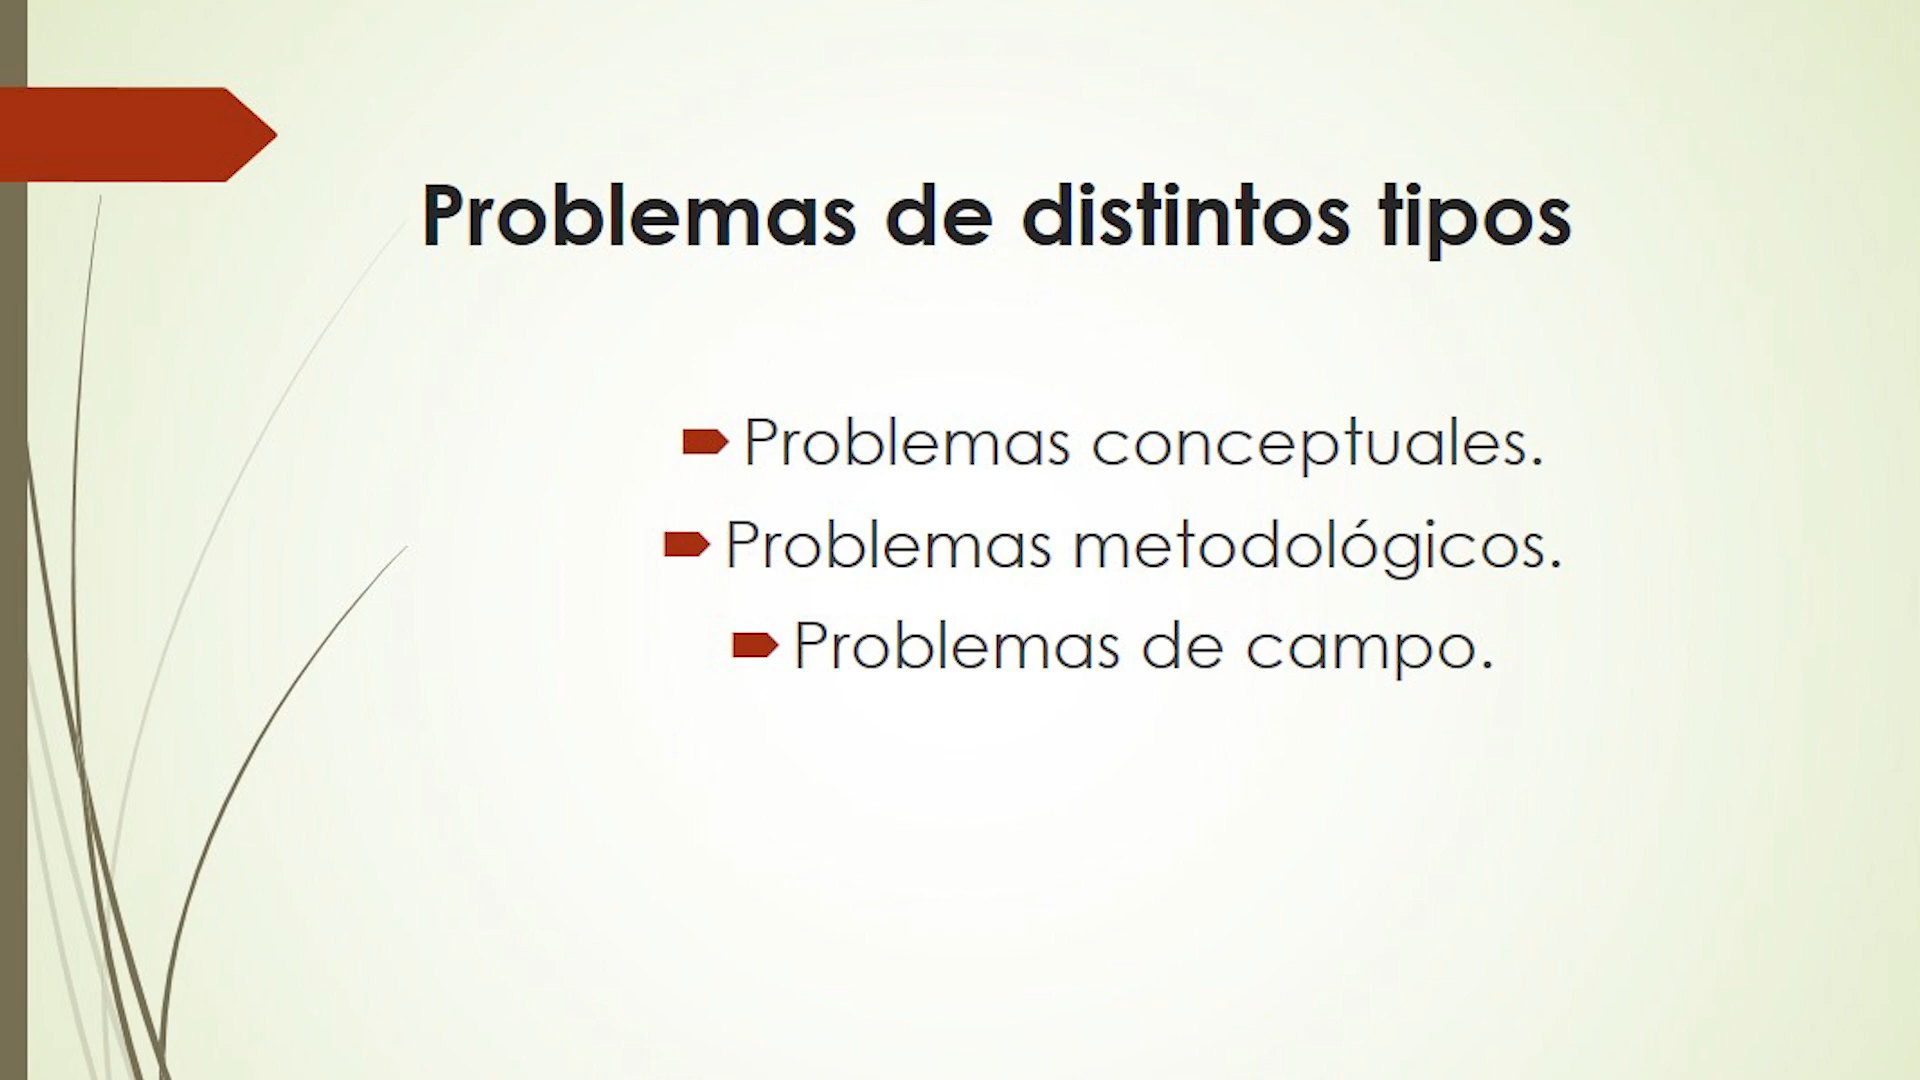 Problemas de distintos tipos
Problemas conceptuales.
Problemas metodológicos.
Problemas de campo.